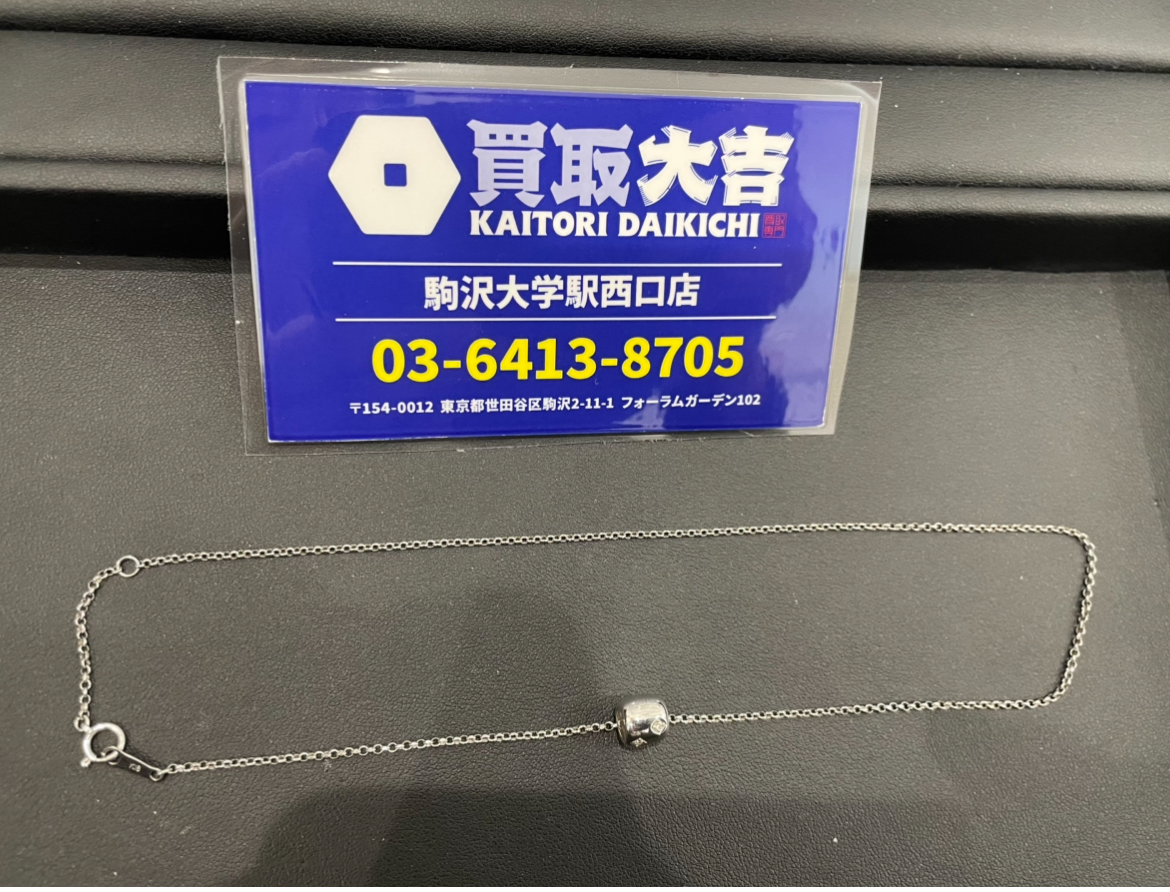 買取大吉
KAITORI DAIKICHI
駒沢大学駅西口店
03-6413-8705
〒154-0012 東京都世田谷区駒沢2-11-1 フォーラムガーデン102